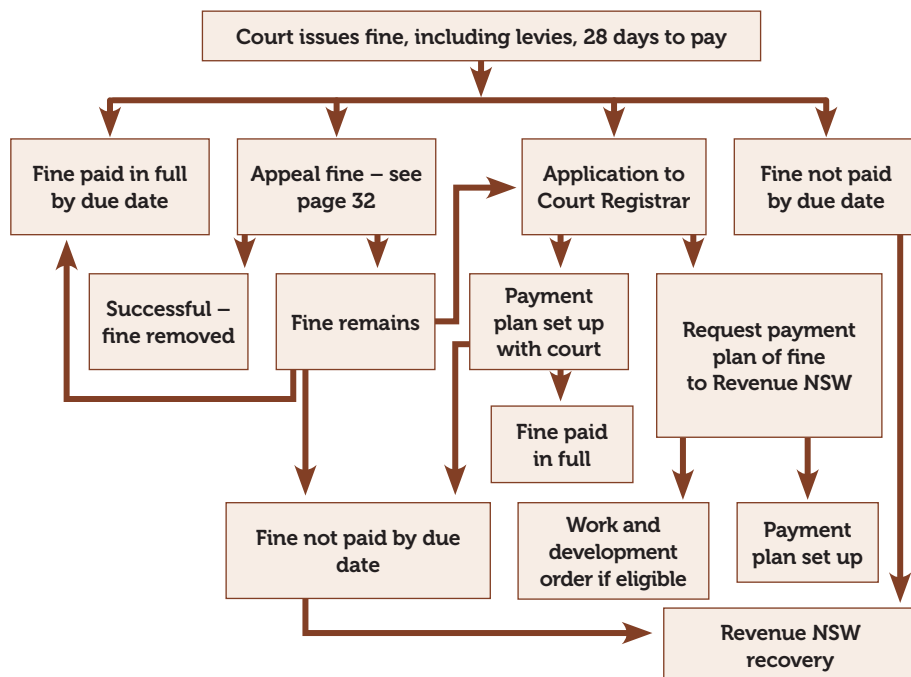 Court issues fine, including levies, 28 days to pay
Fine paid in full
by due date
Appeal fine – see
page 32
Application to
Court Registrar
Fine not paid
by due date
Successful –
fine removed
Fine remains
Payment
plan set up
with court
Request payment
plan of fine
to Revenue NSW
Fine paid
in full
Fine not paid by due
date
Work and
development
order if eligible
Payment
plan set up
Revenue NSW
recovery